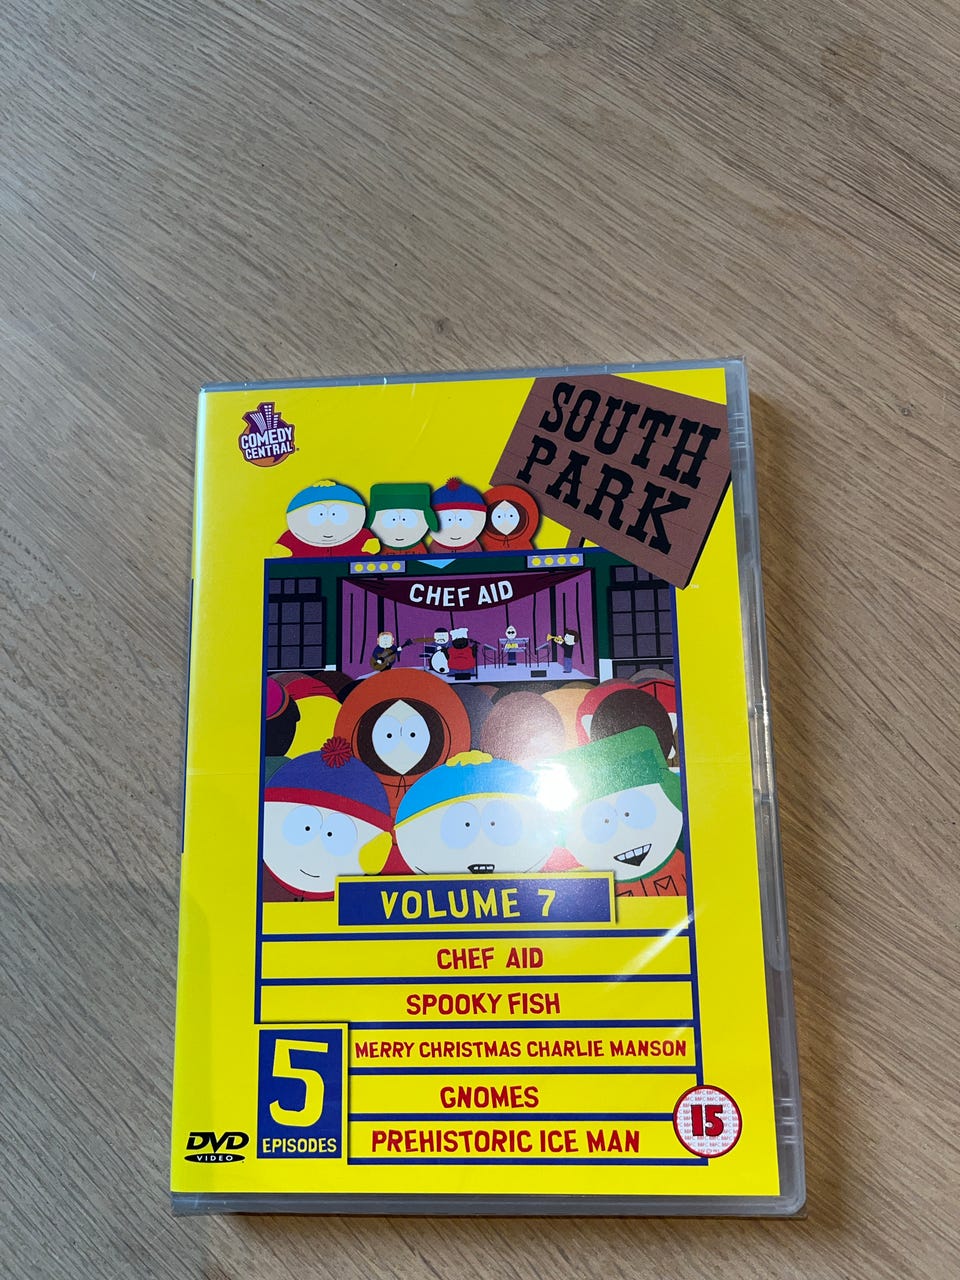 COMEDY
CENTRAL
SOUTH
PARK
CHEF AID
VOLUME 7
CHEF AID
SPOOKY FISH
MERRY CHRISTMAS CHARLIE MANSON
GNOMES
PREHISTORIC ICE MAN
5
EPISODES
DVD
VIDEO
15